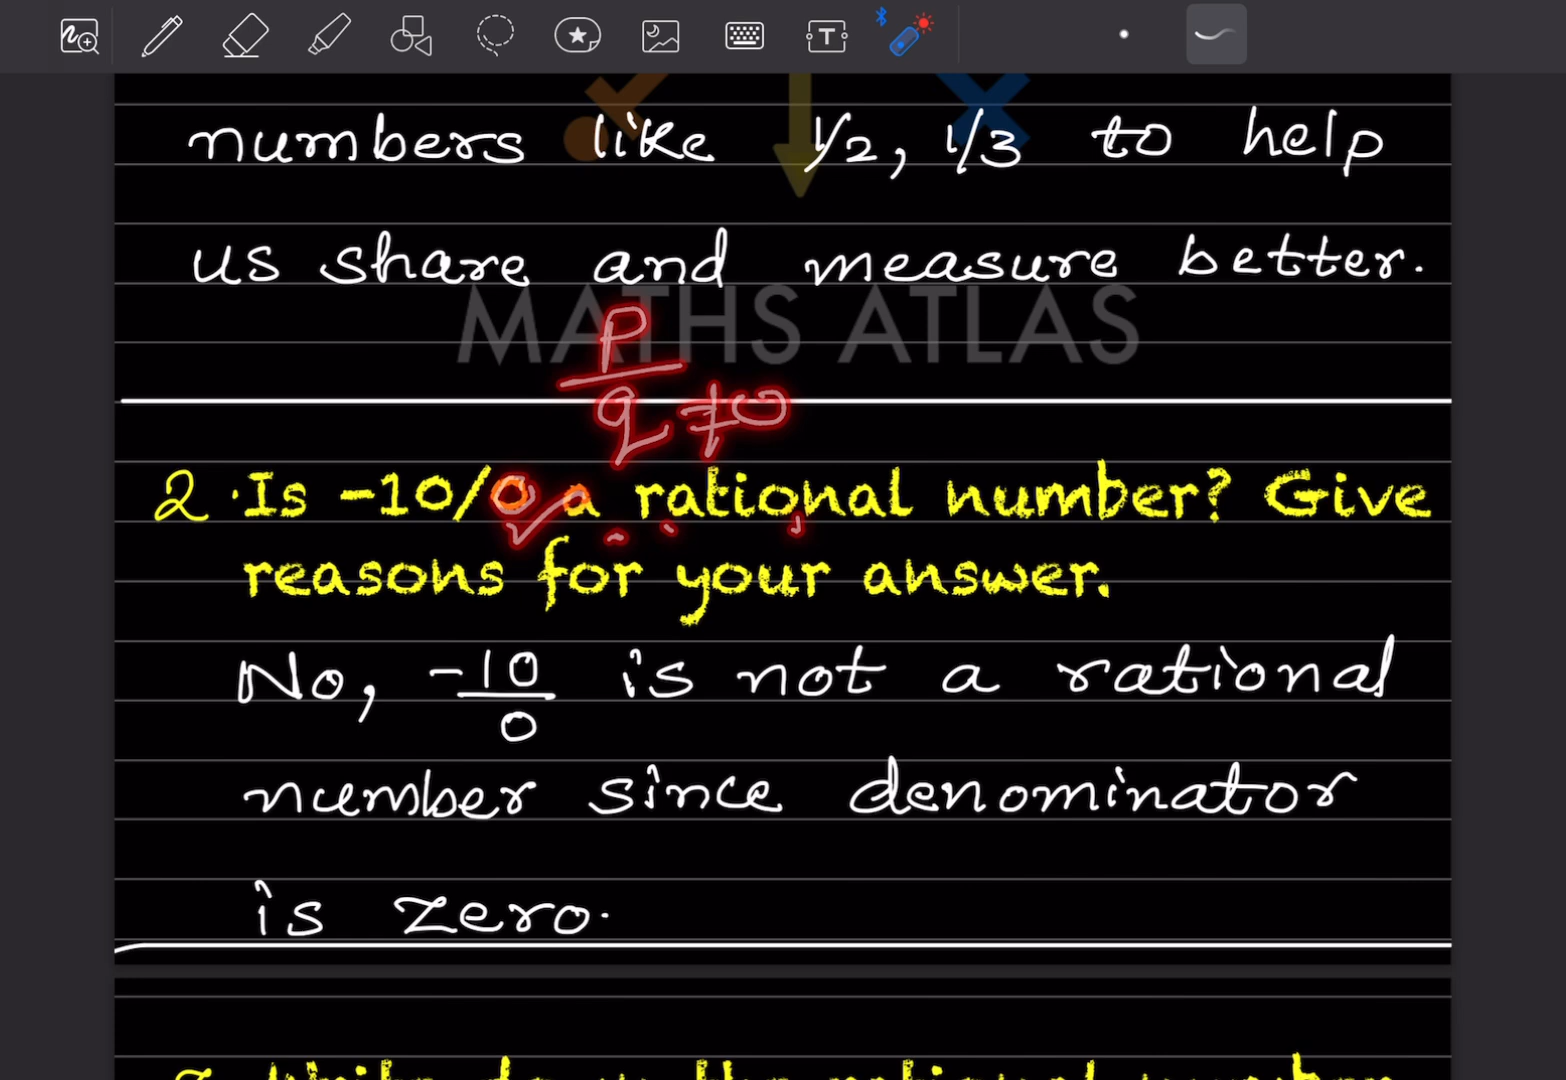 numbers like 1/2, 1/3 to help
us share and measure better.
MATHS ATLAS
p
q ≠0
2. Is -10/0 a rational number? Give
reasons for your answer.
No, -10/0 is not a rational
number since denominator
is zero.